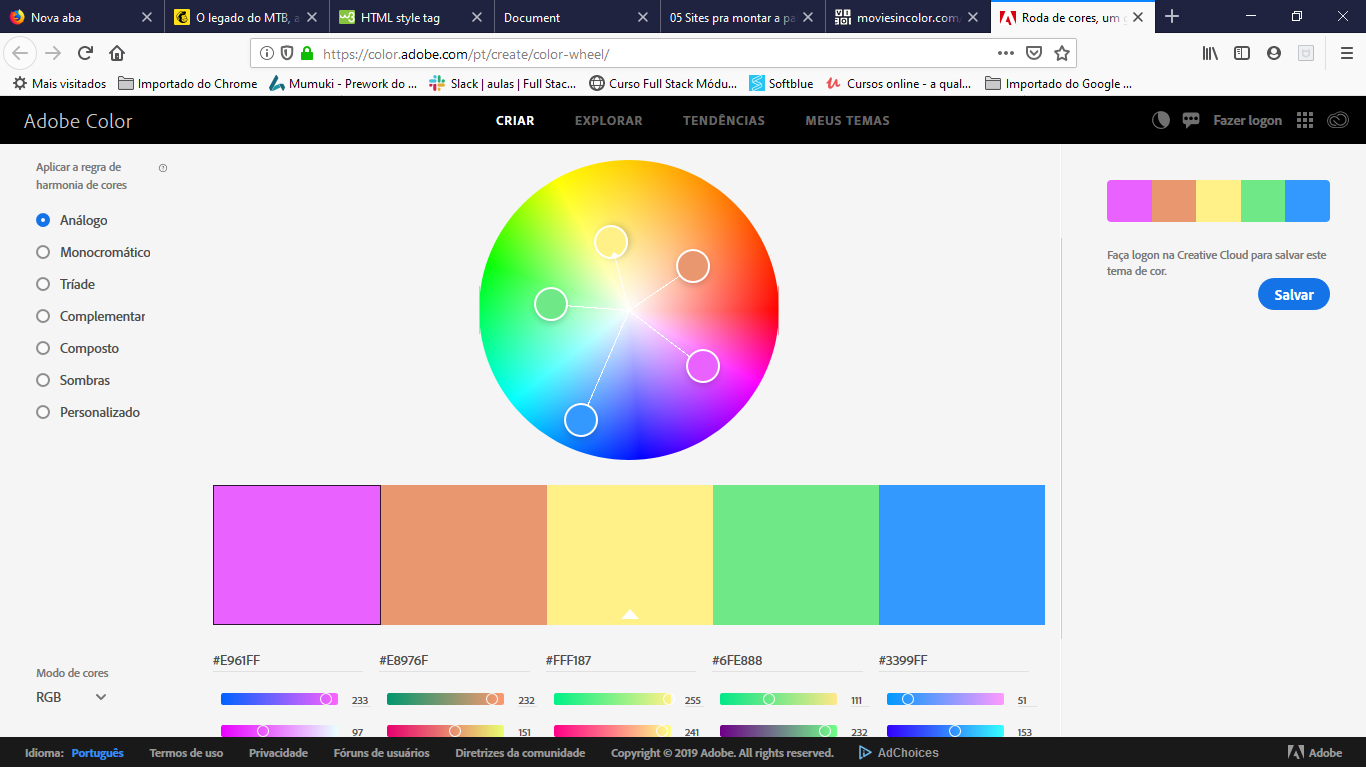 Nova aba
O legado do MTB, a
HTML style tag
Document
05 Sites pra montar a pa
moviesincolor.com
Roda de cores, um g
https://color.adobe.com/pt/create/color-wheel/
Mais visitados
Importado do Chrome
Mumuki - Prework do ...
Slack | aulas | Full Stac...
Curso Full Stack Módu...
Softblue
Cursos online - a qual...
Importado do Google ...
Adobe Color
CRIAR
EXPLORAR
TENDÊNCIAS
MEUS TEMAS
Fazer logon
Aplicar a regra de
harmonia de cores
Análogo
Monocromático
Tríade
Complementar
Composto
Sombras
Personalizado
Faça logon na Creative Cloud para salvar este
tema de cor.
Salvar
Modo de cores
RGB
#E961FF
#E8976F
#FFF187
#6FE888
#3399FF
233
232
255
111
51
97
151
241
232
153
Idioma: Português
Termos de uso
Privacidade
Fóruns de usuários
Diretrizes da comunidade
Copyright © 2019 Adobe. All rights reserved.
AdChoices
Adobe